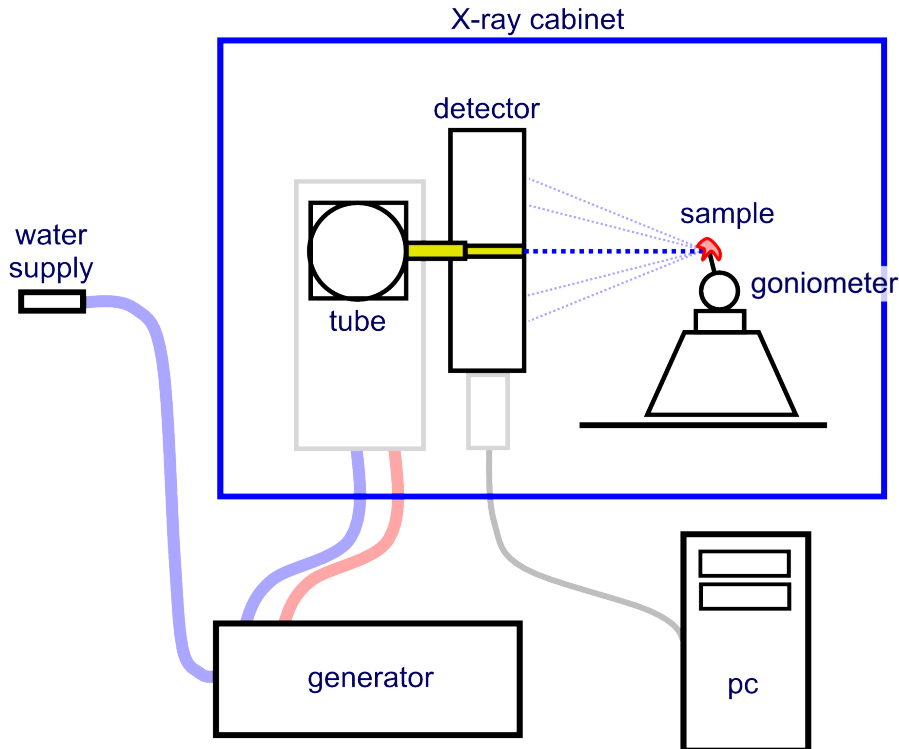 X-ray cabinet
detector
sample
water
supply
goniometer
tube
generator
pc